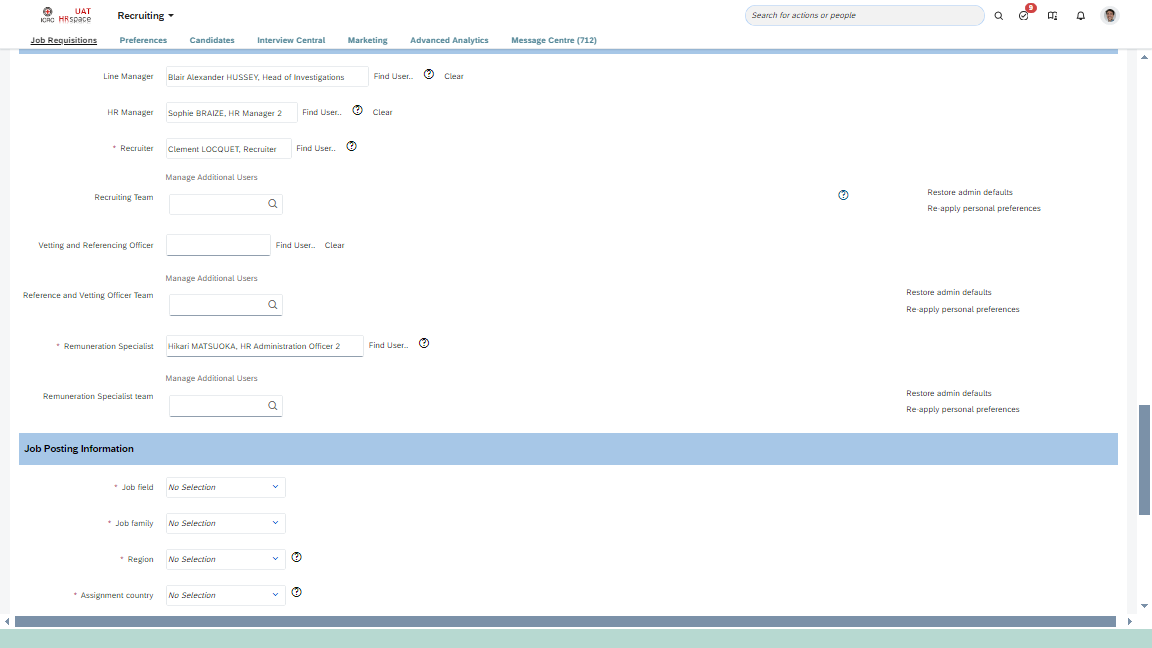 ICRC UAT HRspace
Recruiting
Search for actions or people
9
Job Requisitions Preferences Candidates Interview Central Marketing Advanced Analytics Message Centre (712)
Line Manager Blair Alexander HUSSEY, Head of Investigations Find User.. ? Clear
HR Manager Sophie BRAIZE, HR Manager 2 Find User.. ? Clear
* Recruiter Clement LOCQUET, Recruiter Find User.. ?
Manage Additional Users
Recruiting Team ? Restore admin defaults
Re-apply personal preferences
Vetting and Referencing Officer Find User.. Clear
Manage Additional Users
Reference and Vetting Officer Team Restore admin defaults
Re-apply personal preferences
* Remuneration Specialist Hikari MATSUOKA, HR Administration Officer 2 Find User.. ?
Manage Additional Users
Remuneration Specialist team Restore admin defaults
Re-apply personal preferences
Job Posting Information
* Job field No Selection
* Job family No Selection
* Region No Selection ?
* Assignment country No Selection ?